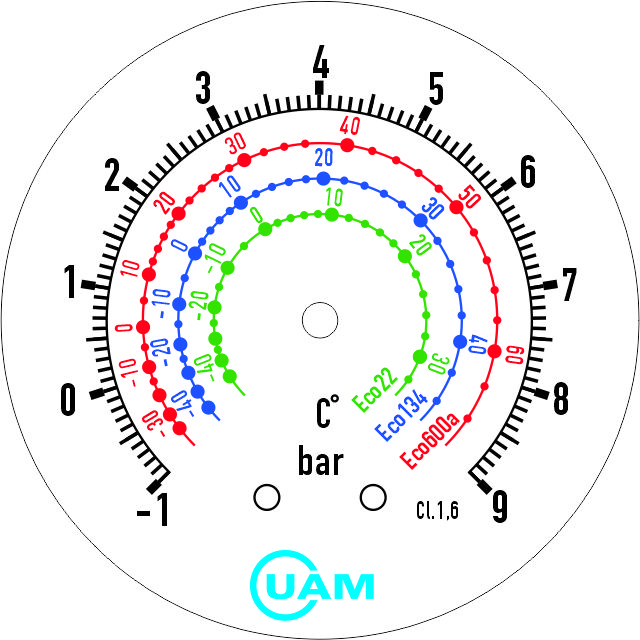 -1 0 1 2 3 4 5 6 7 8 9
-30 -10 0 10 20 30 40 50 60
Eco600a
-40 -20 -10 0 10 20 30 40
Eco134
-40 -20 -10 0 10 20 30
Eco22
C°
bar
Cl.1,6
UAM